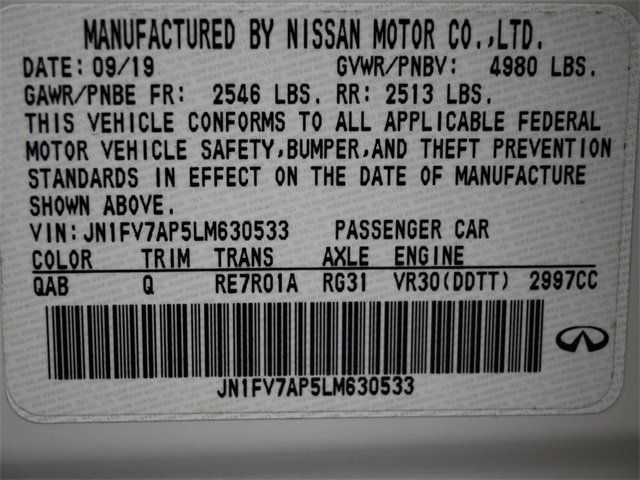 MANUFACTURED BY NISSAN MOTOR CO.,LTD.
DATE: 09/19 GVWR/PNBV: 4980 LBS.
GAWR/PNBE FR: 2546 LBS. RR: 2513 LBS.
THIS VEHICLE CONFORMS TO ALL APPLICABLE FEDERAL
MOTOR VEHICLE SAFETY,BUMPER,AND THEFT PREVENTION
STANDARDS IN EFFECT ON THE DATE OF MANUFACTURE
SHOWN ABOVE.
VIN:JN1FV7AP5LM630533 PASSENGER CAR
COLOR TRIM TRANS AXLE ENGINE
QAB Q RE7R01A RG31 VR30(DDTT) 2997CC
JN1FV7AP5LM630533